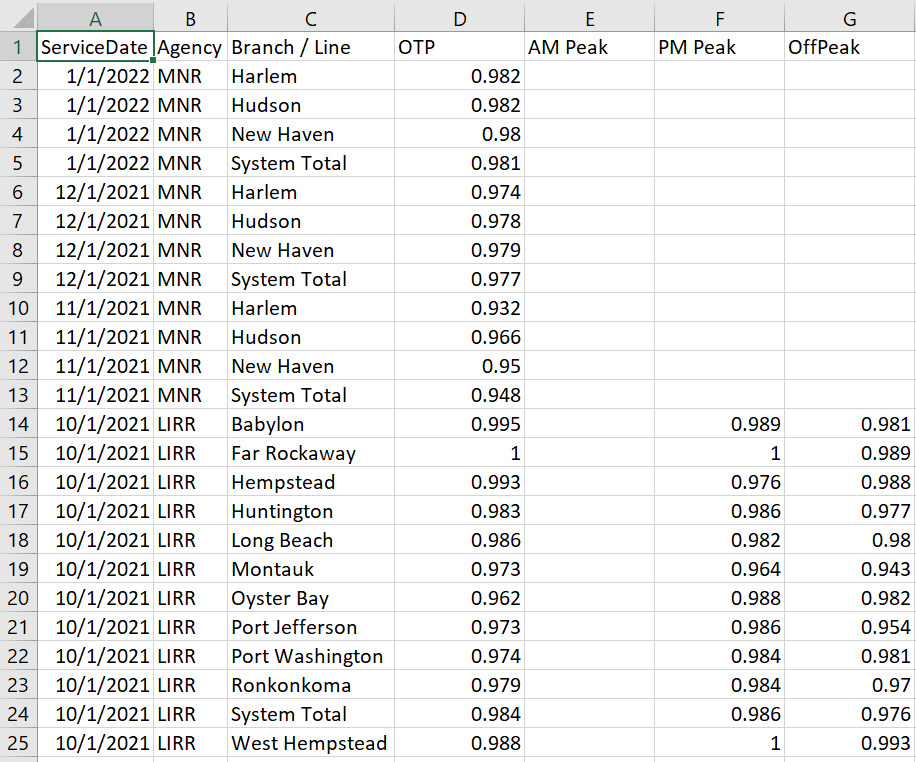 A B C D E F G
1 ServiceDate Agency Branch / Line OTP AM Peak PM Peak OffPeak
2 1/1/2022 MNR Harlem 0.982
3 1/1/2022 MNR Hudson 0.982
4 1/1/2022 MNR New Haven 0.98
5 1/1/2022 MNR System Total 0.981
6 12/1/2021 MNR Harlem 0.974
7 12/1/2021 MNR Hudson 0.978
8 12/1/2021 MNR New Haven 0.979
9 12/1/2021 MNR System Total 0.977
10 11/1/2021 MNR Harlem 0.932
11 11/1/2021 MNR Hudson 0.966
12 11/1/2021 MNR New Haven 0.95
13 11/1/2021 MNR System Total 0.948
14 10/1/2021 LIRR Babylon 0.995 0.989 0.981
15 10/1/2021 LIRR Far Rockaway 1 1 0.989
16 10/1/2021 LIRR Hempstead 0.993 0.976 0.988
17 10/1/2021 LIRR Huntington 0.983 0.986 0.977
18 10/1/2021 LIRR Long Beach 0.986 0.982 0.98
19 10/1/2021 LIRR Montauk 0.973 0.964 0.943
20 10/1/2021 LIRR Oyster Bay 0.962 0.988 0.982
21 10/1/2021 LIRR Port Jefferson 0.973 0.986 0.954
22 10/1/2021 LIRR Port Washington 0.974 0.984 0.981
23 10/1/2021 LIRR Ronkonkoma 0.979 0.984 0.97
24 10/1/2021 LIRR System Total 0.984 0.986 0.976
25 10/1/2021 LIRR West Hempstead 0.988 1 0.993